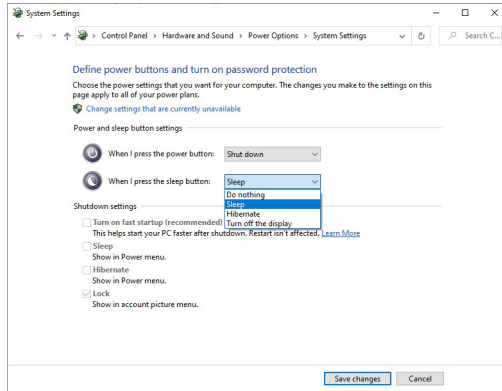 System Settings
Control Panel > Hardware and Sound > Power Options > System Settings
Search C...
Define power buttons and turn on password protection
Choose the power settings that you want for your computer. The changes you make to the settings on this
page apply to all of your power plans.
Change settings that are currently unavailable
Power and sleep button settings
When I press the power button: Shut down
When I press the sleep button: Sleep
Do nothing
Sleep
Hibernate
Turn off the display
Shutdown settings
Turn on fast startup (recommended)
This helps start your PC faster after shutdown. Restart isn't affected. Learn More
Sleep
Show in Power menu.
Hibernate
Show in Power menu.
Lock
Show in account picture menu.
Save changes Cancel